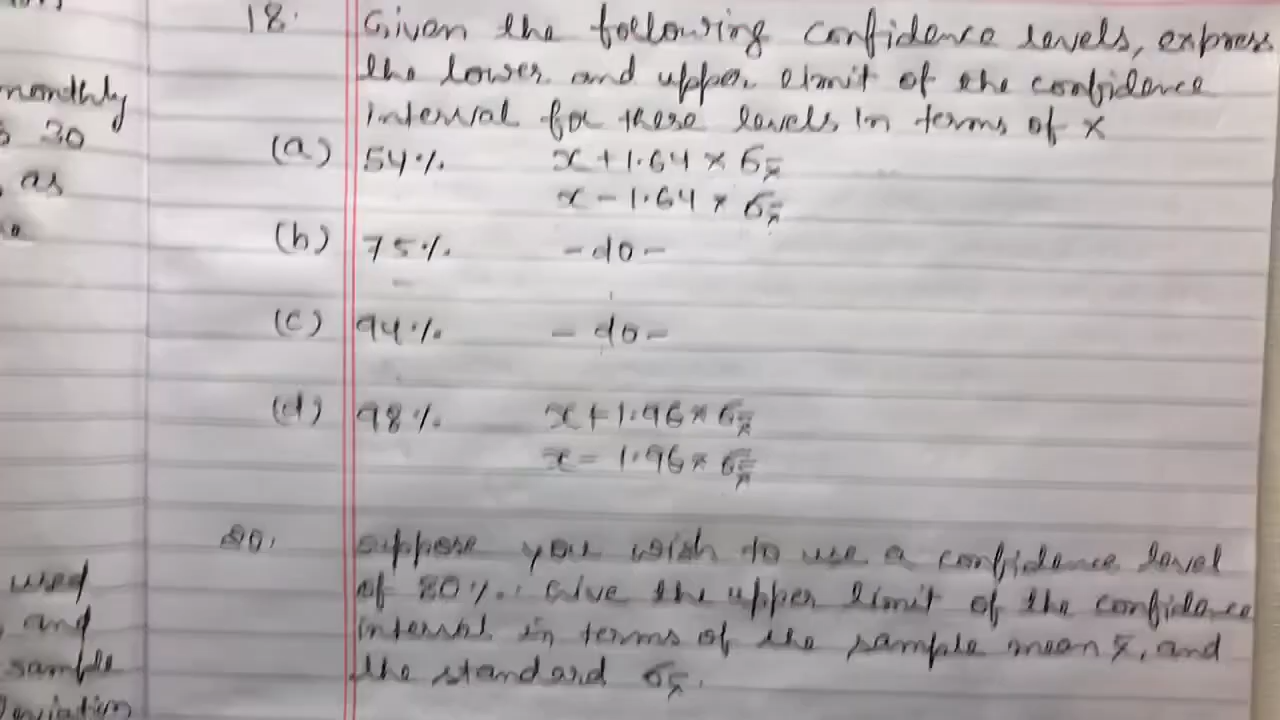 monthly
30
as
18. Given the following confidence levels, express
the lower and upper limit of the confidence
interval for these levels in terms of x
(a) 54% x + 1.64 × σx̄
x − 1.64 × σx̄
(b) 75% - do -
(c) 94% - do -
(d) 98% x + 1.96 × σx̄
x − 1.96 × σx̄
20. Suppose you wish to use a confidence level
of 80%. Give the upper limit of the confidence
interval in terms of the sample mean x̄, and
the standard σx̄.
used
and
sample
deviation